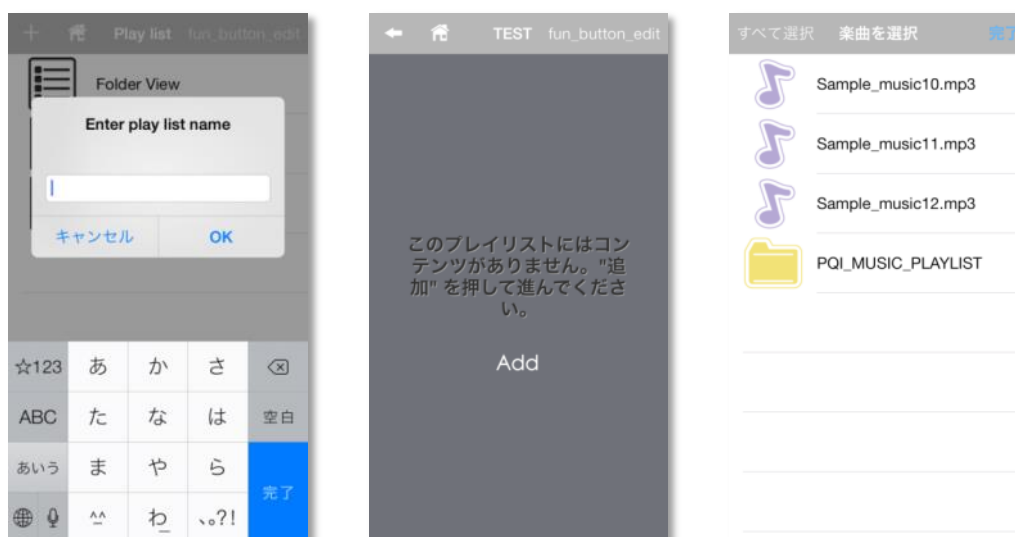 Play list fun_button_edit
Folder View
Enter play list name
キャンセル OK
☆123 あ か さ
ABC た な は 空白
あいう ま や ら
^^ わ_ 、。?! 完了
TEST fun_button_edit
このプレイリストにはコン
テンツがありません。"追
加" を押して進んでくださ
い。
Add
すべて選択 楽曲を選択 完了
Sample_music10.mp3
Sample_music11.mp3
Sample_music12.mp3
PQI_MUSIC_PLAYLIST